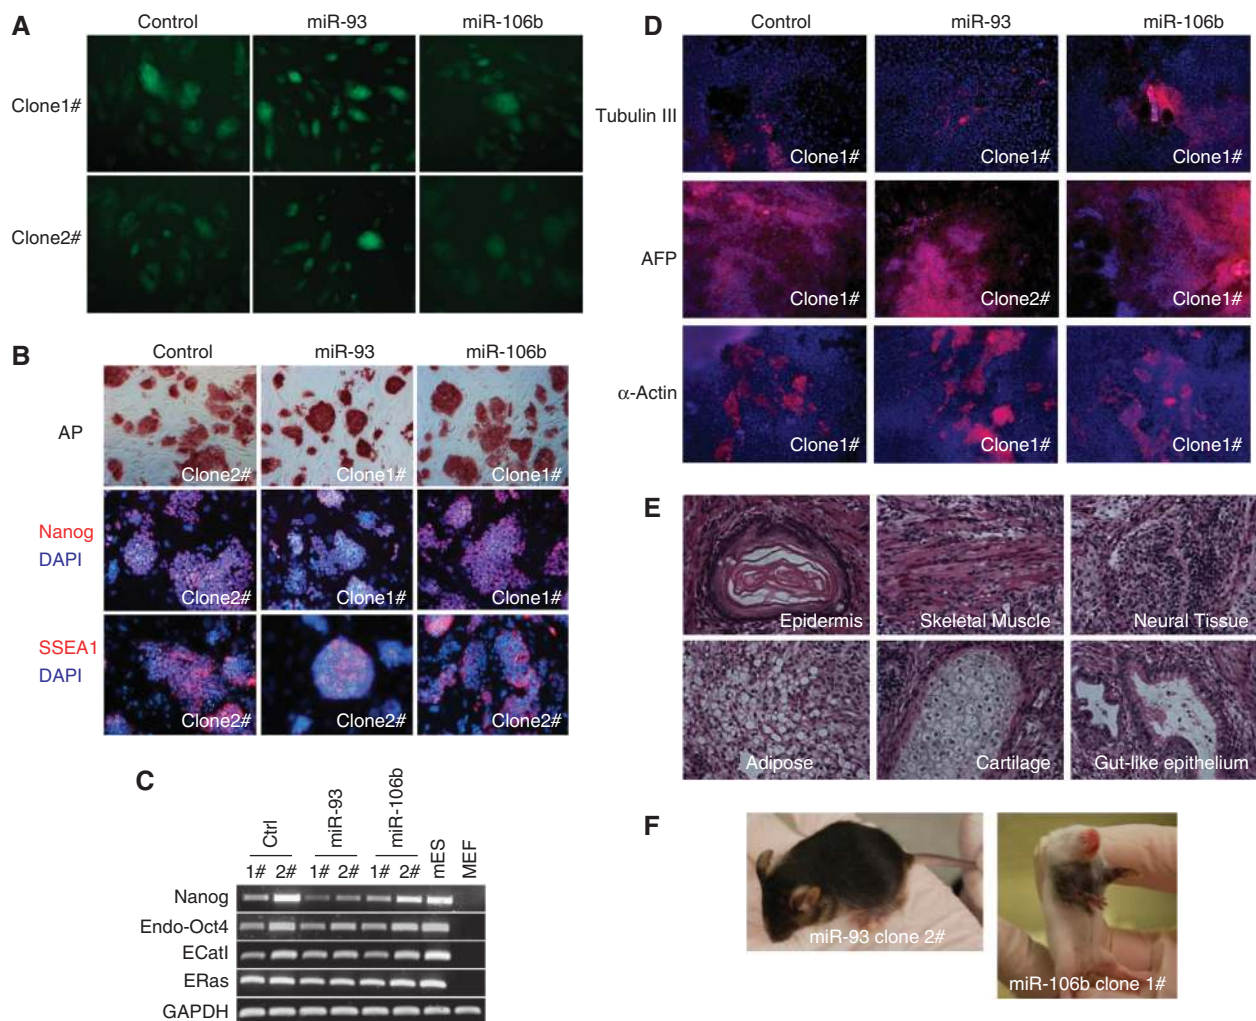 A
Control
miR-93
miR-106b
Clone1#
Clone2#
B
Control
miR-93
miR-106b
AP
Clone2#
Clone1#
Clone1#
Nanog
DAPI
Clone2#
Clone1#
Clone1#
SSEA1
DAPI
Clone2#
Clone2#
Clone2#
C
Ctrl
miR-93
miR-106b
mES
MEF
1# 2# 1# 2# 1# 2#
Nanog
Endo-Oct4
ECatI
ERas
GAPDH
D
Control
miR-93
miR-106b
Tubulin III
Clone1#
Clone1#
Clone1#
AFP
Clone1#
Clone2#
Clone1#
α-Actin
Clone1#
Clone1#
Clone1#
E
Epidermis
Skeletal Muscle
Neural Tissue
Adipose
Cartilage
Gut-like epithelium
F
miR-93 clone 2#
miR-106b clone 1#